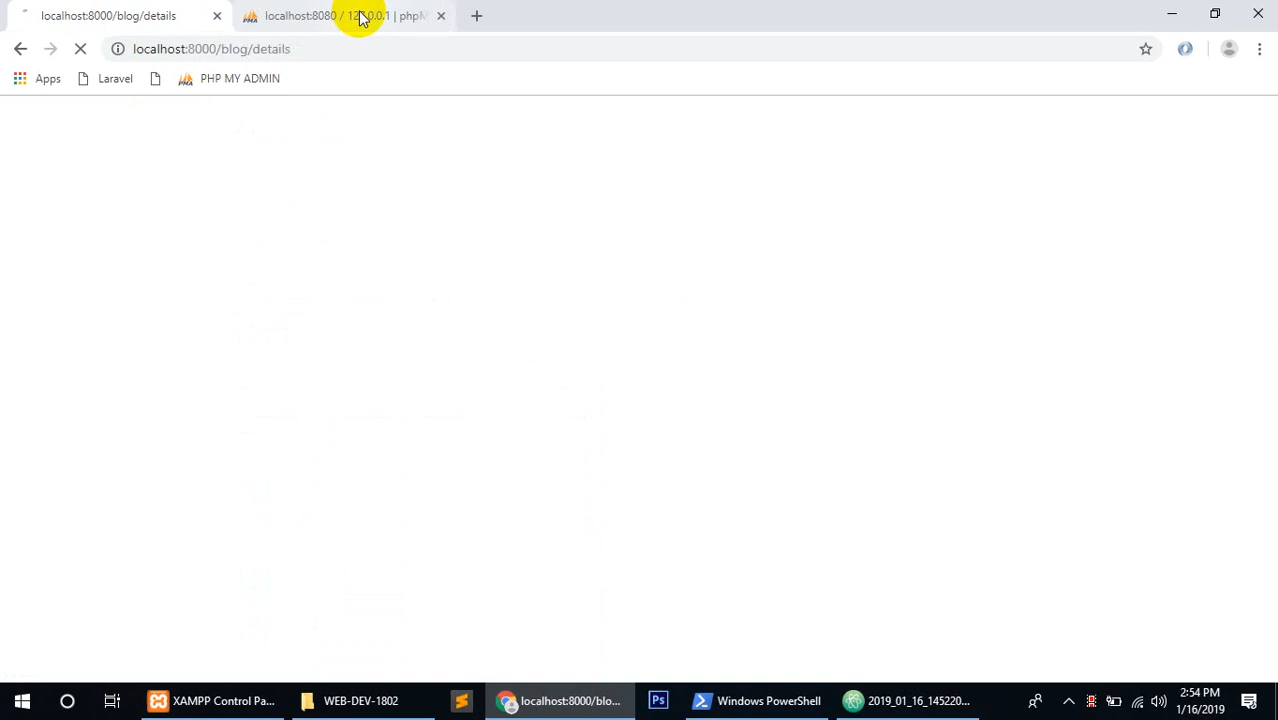 localhost:8000/blog/details
localhost:8080 / 127.0.0.1 | phpM
localhost:8000/blog/details
Apps
Laravel
PHP MY ADMIN
XAMPP Control Pa...
WEB-DEV-1802
localhost:8000/blo...
Ps
Windows PowerShell
2019_01_16_145220...
2:54 PM
1/16/2019